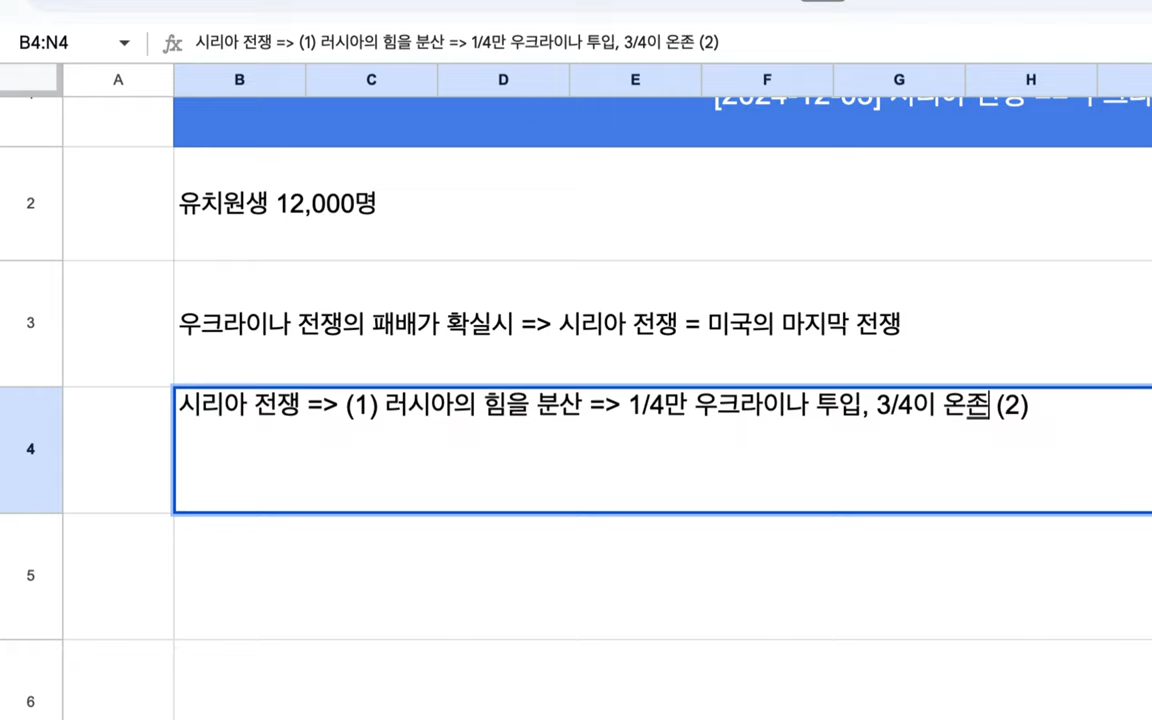 B4:N4
fx 시리아 전쟁 => (1) 러시아의 힘을 분산 => 1/4만 우크라이나 투입, 3/4이 온존 (2)
A B C D E F G H
2 유치원생 12,000명
3 우크라이나 전쟁의 패배가 확실시 => 시리아 전쟁 = 미국의 마지막 전쟁
4 시리아 전쟁 => (1) 러시아의 힘을 분산 => 1/4만 우크라이나 투입, 3/4이 온존 (2)
5
6